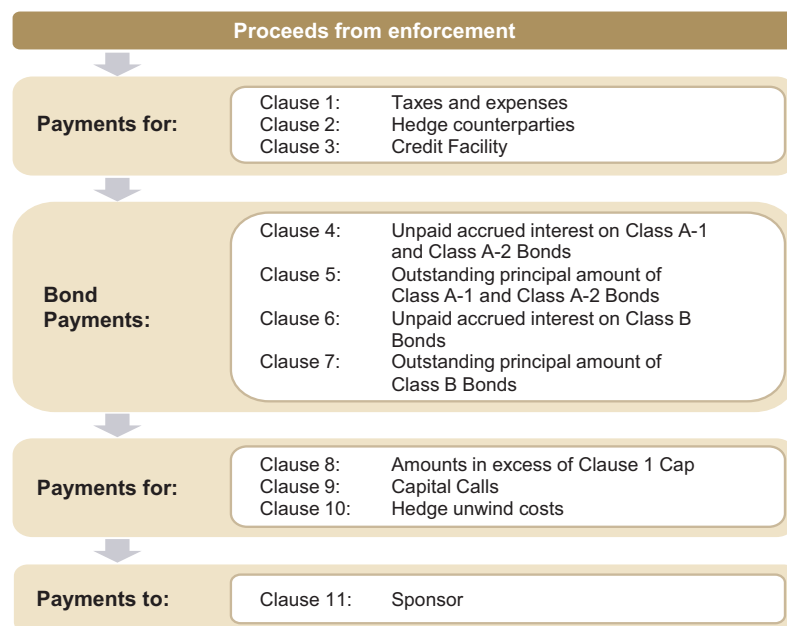 Proceeds from enforcement
Payments for:
Clause 1: Taxes and expenses
Clause 2: Hedge counterparties
Clause 3: Credit Facility
Bond
Payments:
Clause 4: Unpaid accrued interest on Class A-1
and Class A-2 Bonds
Clause 5: Outstanding principal amount of
Class A-1 and Class A-2 Bonds
Clause 6: Unpaid accrued interest on Class B
Bonds
Clause 7: Outstanding principal amount of
Class B Bonds
Payments for:
Clause 8: Amounts in excess of Clause 1 Cap
Clause 9: Capital Calls
Clause 10: Hedge unwind costs
Payments to:
Clause 11: Sponsor